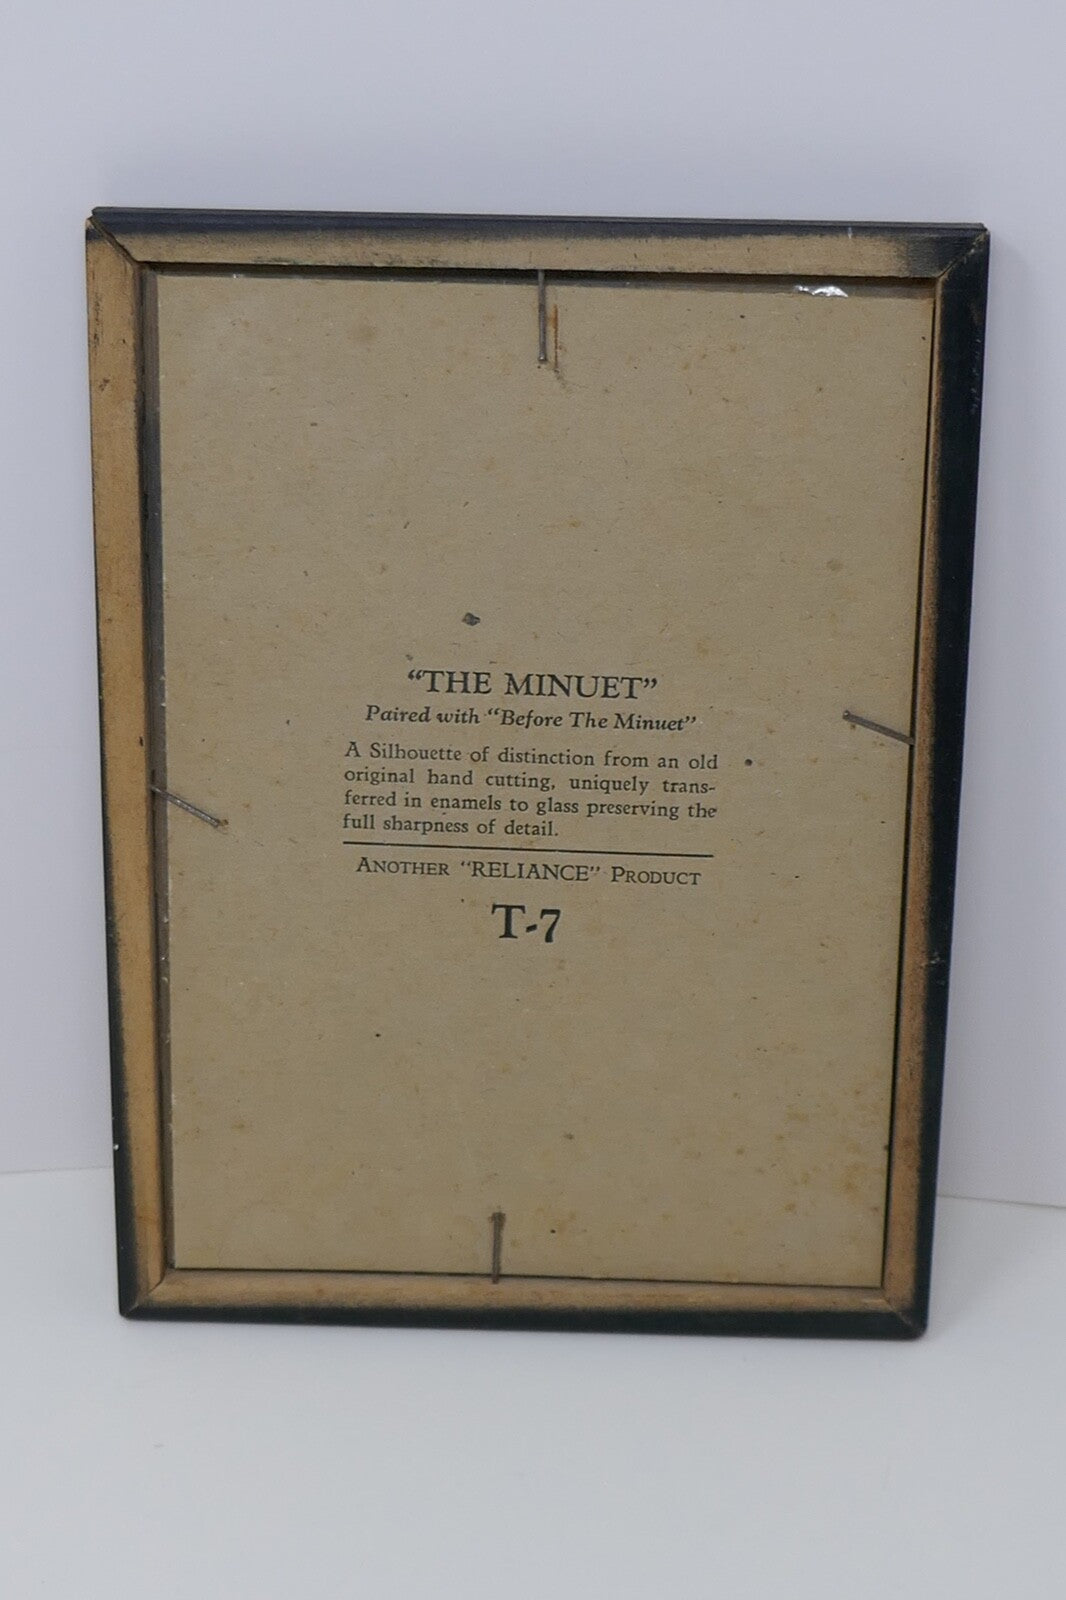 “THE MINUET”
Paired with “Before The Minuet”
A Silhouette of distinction from an old
original hand cutting, uniquely trans-
ferred in enamels to glass preserving the
full sharpness of detail.
ANOTHER “RELIANCE” PRODUCT
T-7